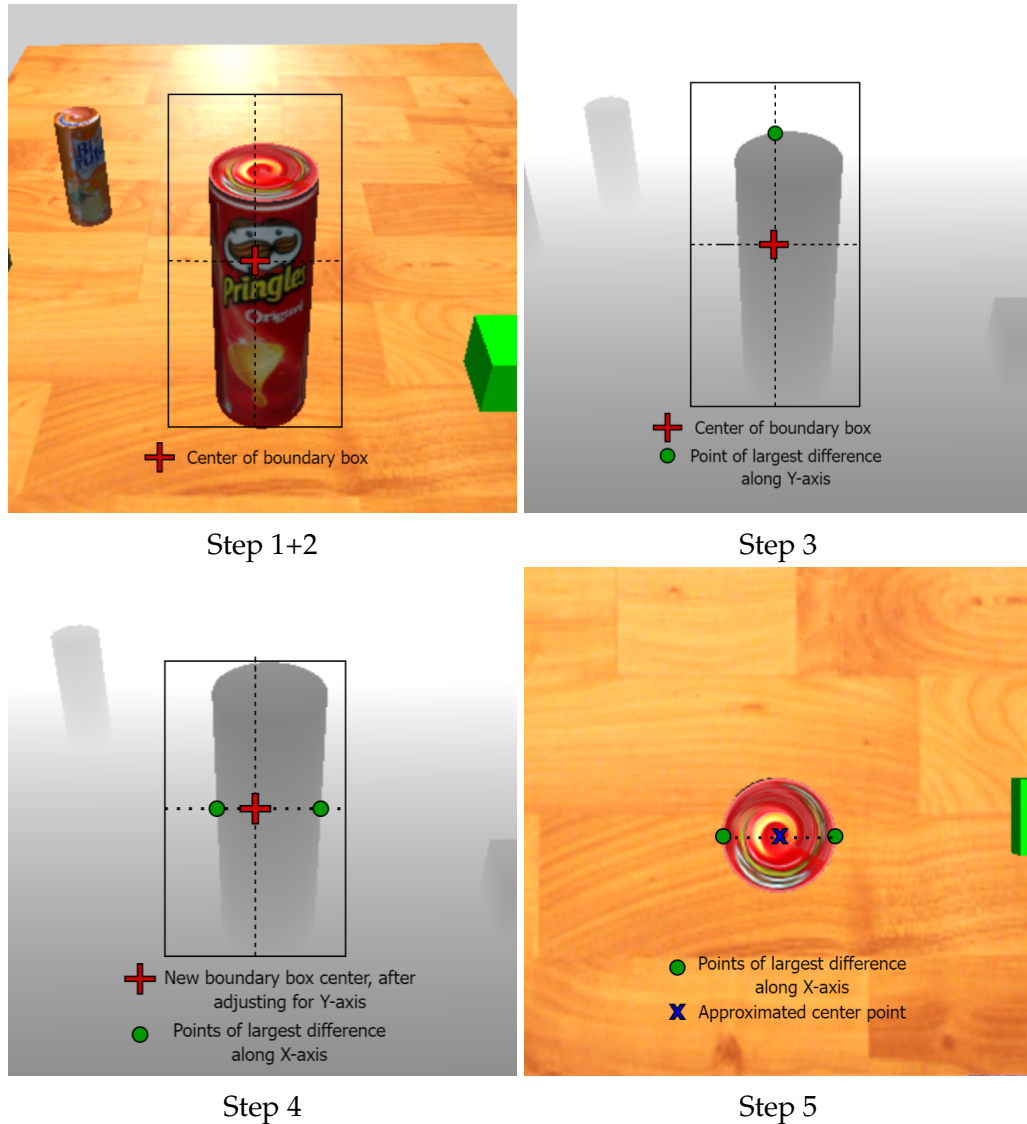 BIG
Pringles
Original
Center of boundary box
Step 1+2
Center of boundary box
Point of largest difference
along Y-axis
Step 3
New boundary box center, after
adjusting for Y-axis
Points of largest difference
along X-axis
Step 4
Points of largest difference
along X-axis
X Approximated center point
Step 5